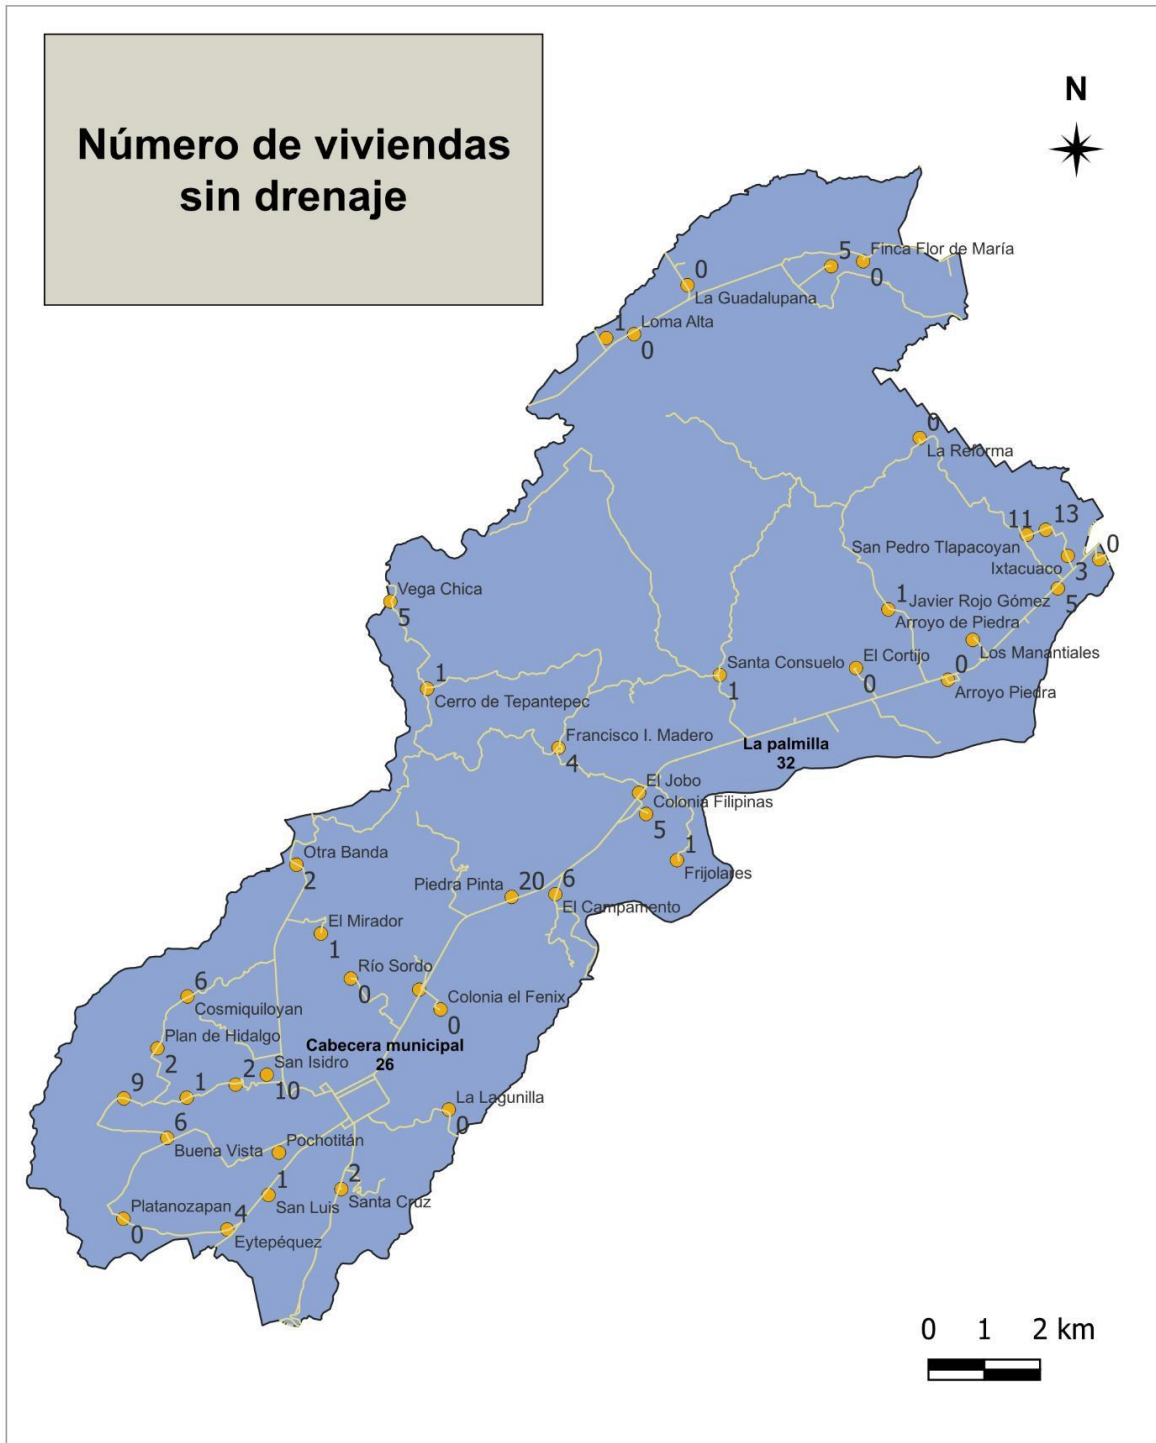 Número de viviendas
sin drenaje
N
5
Finca Flor de María
0
0
La Guadalupana
1
Loma Alta
0
0
La Reforma
11
13
San Pedro Tlapacoyan
0
Ixtacuaco
3
Vega Chica
5
1
Javier Rojo Gómez
5
Arroyo de Piedra
Los Manantiales
Santa Consuelo
1
El Cortijo
0
0
Arroyo Piedra
1
Cerro de Tepantepec
Francisco I. Madero
4
La palmilla
32
El Jobo
Colonia Filipinas
5
1
Frijolares
Otra Banda
2
Piedra Pinta
20
6
El Campamento
El Mirador
1
Río Sordo
0
6
Cosmiquiloyan
Colonia el Fenix
0
Plan de Hidalgo
2
Cabecera municipal
26
San Isidro
10
2
1
9
La Lagunilla
0
6
Buena Vista
Pochotitán
1
San Luis
2
Santa Cruz
Platanozapan
0
4
Eytepéquez
0 1 2 km